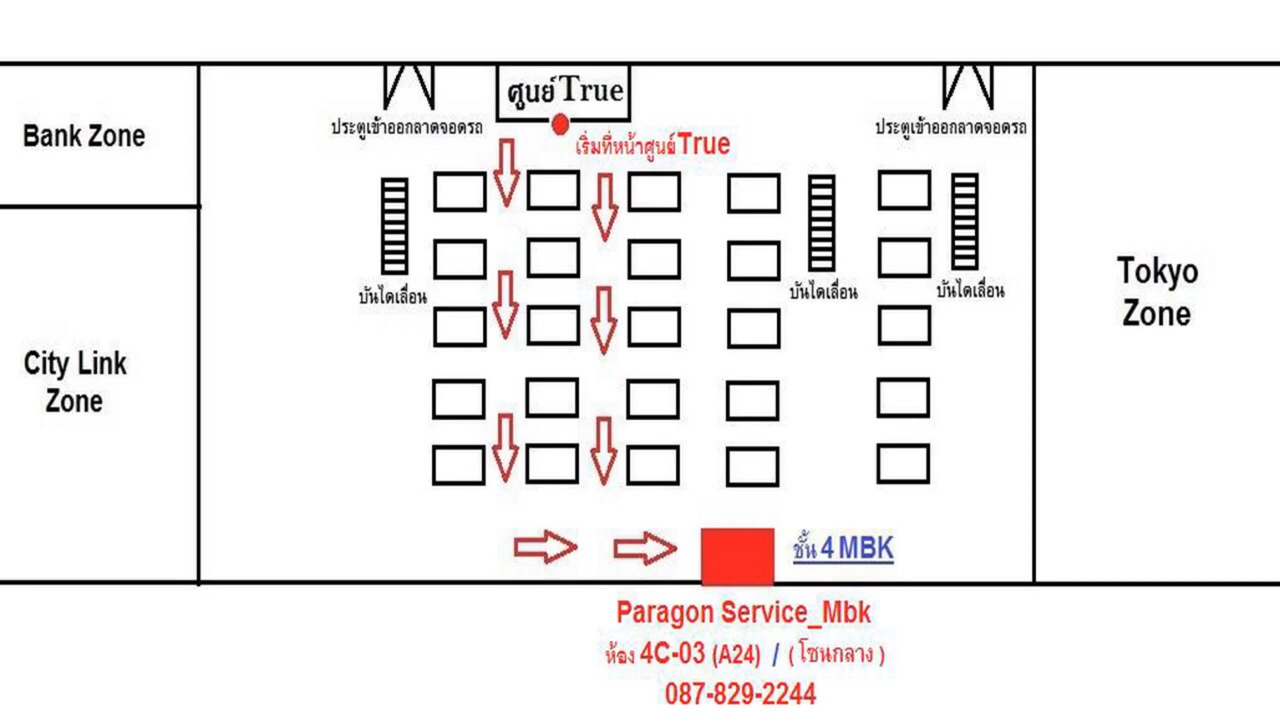 ศูนย์True
ประตูเข้าออกลาดจอดรถ
ประตูเข้าออกลาดจอดรถ
Bank Zone
เริ่มที่หน้าศูนย์True
บันไดเลื่อน
บันไดเลื่อน
บันไดเลื่อน
Tokyo
Zone
City Link
Zone
ชั้น 4 MBK
Paragon Service_Mbk
ห้อง 4C-03 (A24) / (โซนกลาง)
087-829-2244